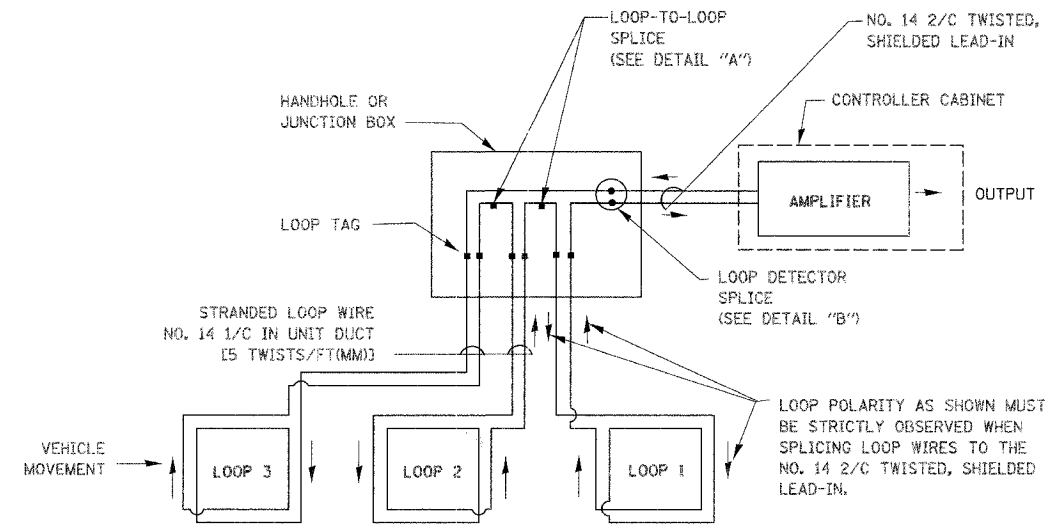 LOOP-TO-LOOP
SPLICE
(SEE DETAIL "A")
NO. 14 2/C TWISTED,
SHIELDED LEAD-IN
HANDHOLE OR
JUNCTION BOX
CONTROLLER CABINET
AMPLIFIER
OUTPUT
LOOP TAG
LOOP DETECTOR
SPLICE
(SEE DETAIL "B")
STRANDED LOOP WIRE
NO. 14 1/C IN UNIT DUCT
[5 TWISTS/FT(MM)]
LOOP POLARITY AS SHOWN MUST
BE STRICTLY OBSERVED WHEN
SPLICING LOOP WIRES TO THE
NO. 14 2/C TWISTED, SHIELDED
LEAD-IN.
VEHICLE
MOVEMENT
LOOP 3
LOOP 2
LOOP 1